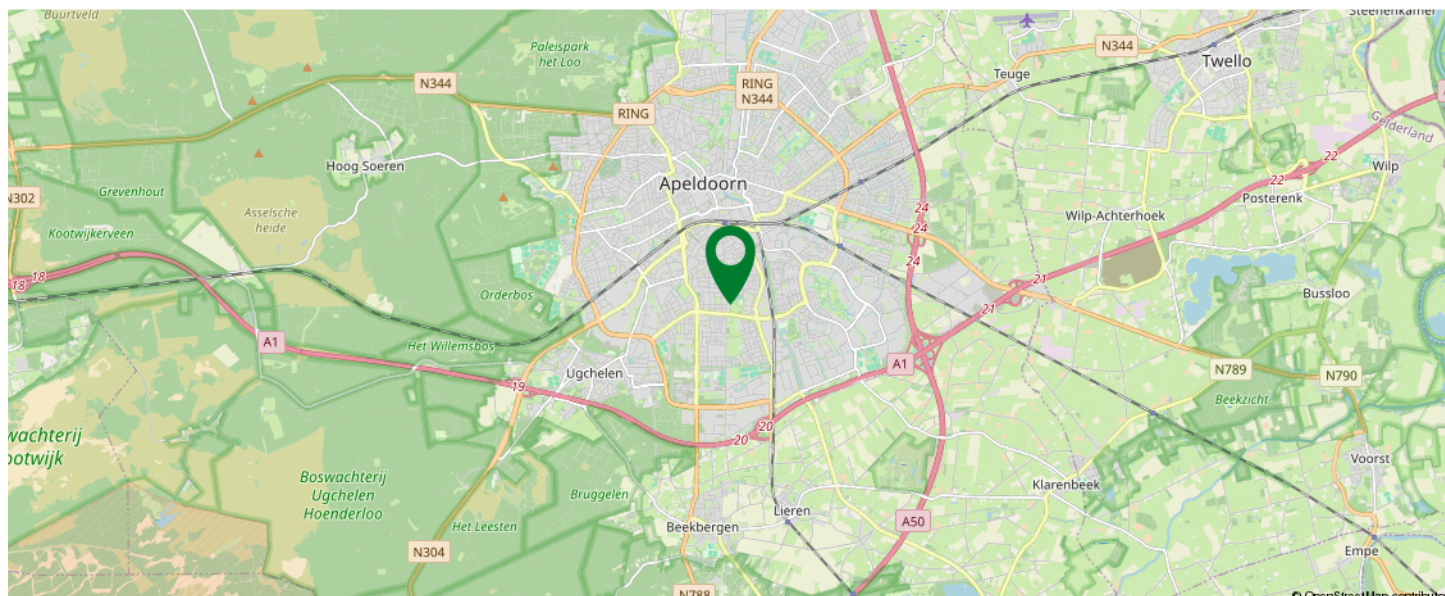 Buurtveld
Paleispark
het Loo
Steenenkamer
N344
RING
N344
N344
Teuge
Twello
RING
Gelderland
Hoog Soeren
22
Wilp
22
Grevenhout
N302
Apeldoorn
Posterenk
Asselsche
heide
24
24
Wilp-Achterhoek
Kootwijkerveen
24
18
18
21
21
Bussloo
Orderbos
A1
Het Willemsbos
A1
N789
N790
Ugchelen
19
Beekzicht
wachterij
ootwijk
20
20
Boswachterij
Ugchelen
Hoenderloo
Voorst
Klarenbeek
Bruggelen
Het Leesten
Beekbergen
Lieren
A50
N304
Empe
N788
© OpenStreetMap contributo